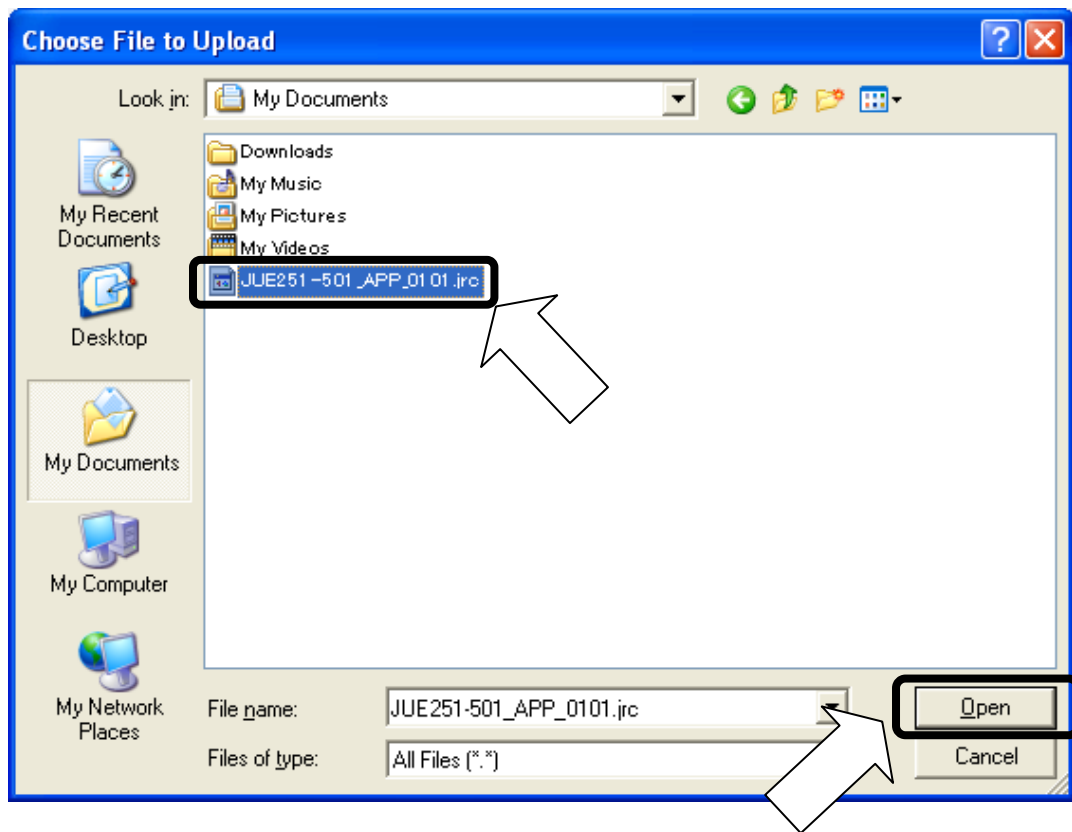 Choose File to Upload
Look in: My Documents
Downloads
My Music
My Pictures
My Videos
JUE251-501_APP_0101.jrc
My Recent
Documents
Desktop
My Documents
My Computer
My Network
Places
File name: JUE251-501_APP_0101.jrc Open
Files of type: All Files (*.*) Cancel